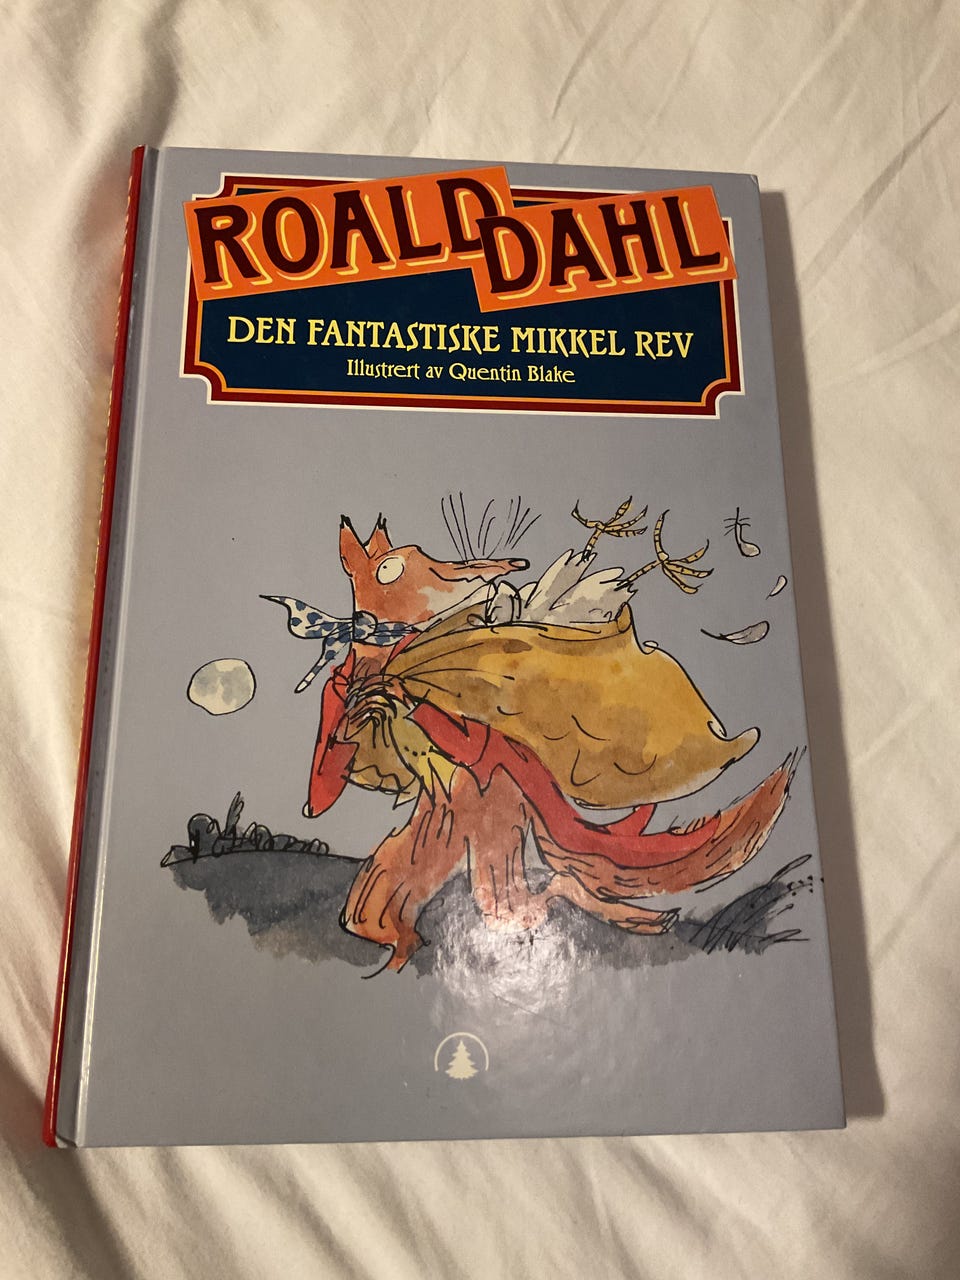 ROALD DAHL
DEN FANTASTISKE MIKKEL REV
Illustrert av Quentin Blake